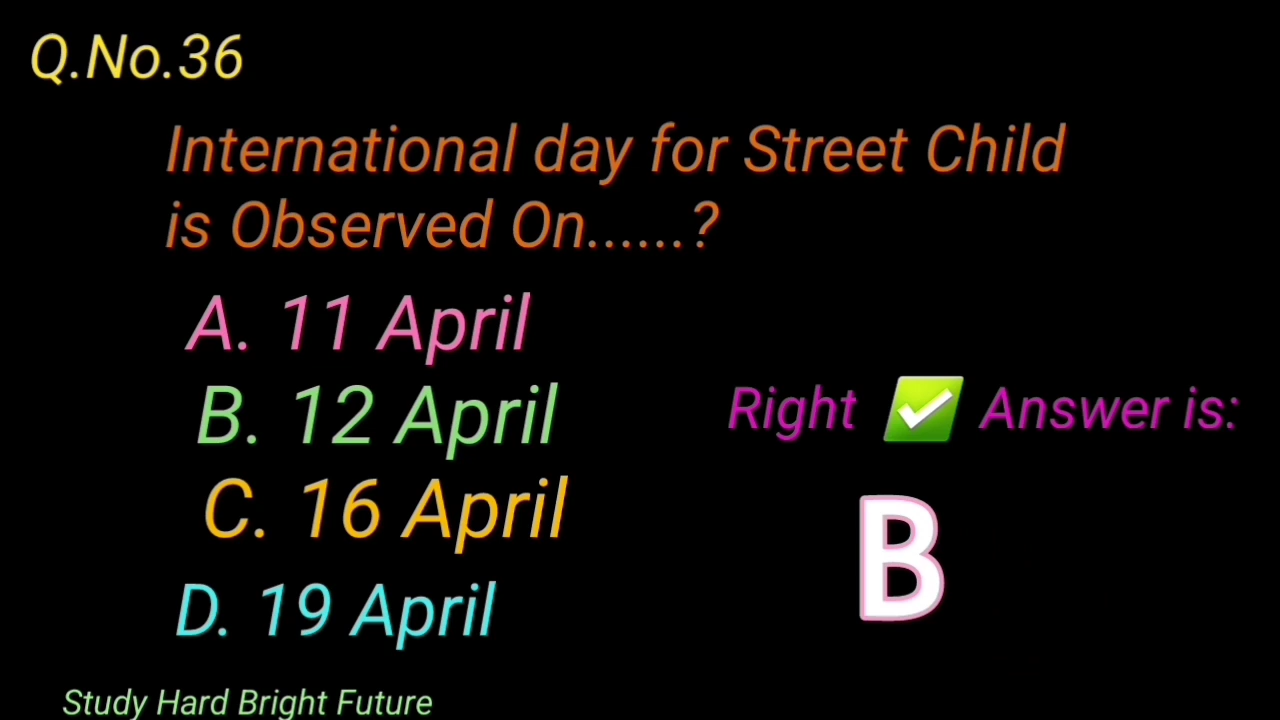 Q.No.36
International day for Street Child
is Observed On......?
A. 11 April
B. 12 April
C. 16 April
D. 19 April
Right ✅ Answer is:
B
Study Hard Bright Future